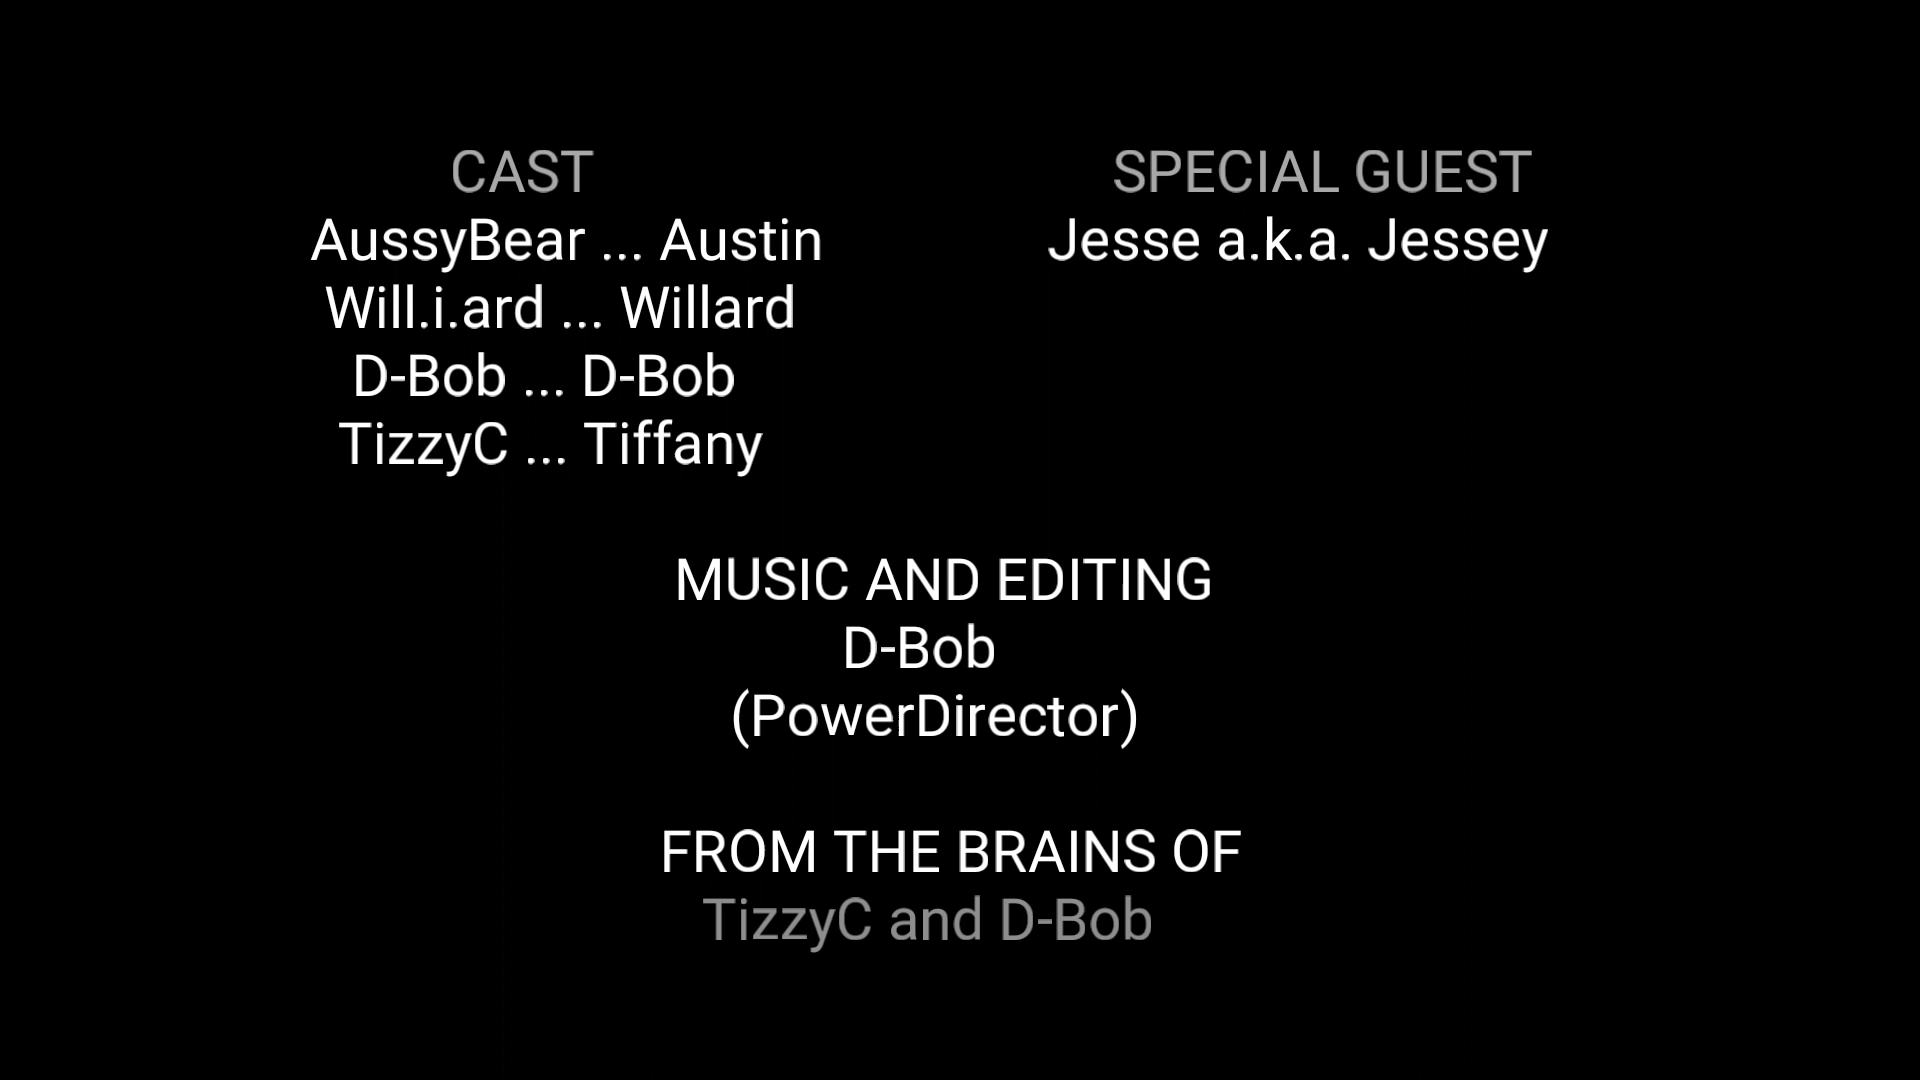 CAST
AussyBear ... Austin
Will.i.ard ... Willard
D-Bob ... D-Bob
TizzyC ... Tiffany
SPECIAL GUEST
Jesse a.k.a. Jessey
MUSIC AND EDITING
D-Bob
(PowerDirector)
FROM THE BRAINS OF
TizzyC and D-Bob